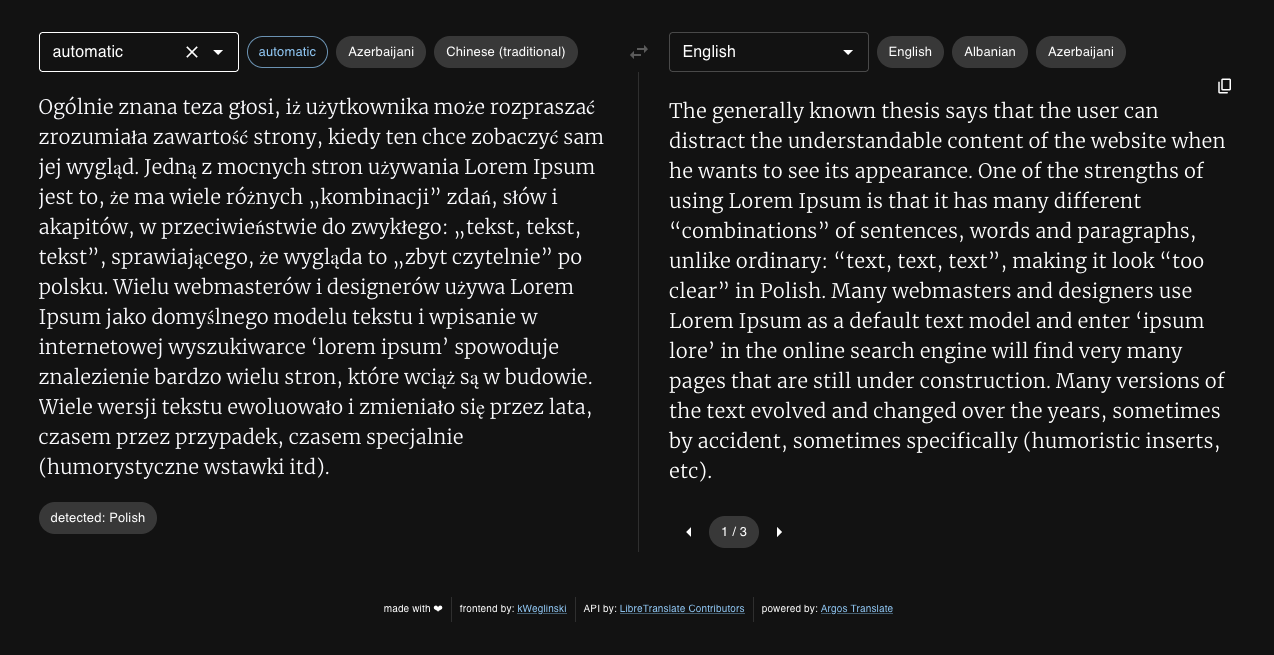 automatic
automatic
Azerbaijani
Chinese (traditional)
English
English
Albanian
Azerbaijani
Ogólnie znana teza głosi, iż użytkownika może rozpraszać
zrozumiała zawartość strony, kiedy ten chce zobaczyć sam
jej wygląd. Jedną z mocnych stron używania Lorem Ipsum
jest to, że ma wiele różnych „kombinacji” zdań, słów i
akapitów, w przeciwieństwie do zwykłego: „tekst, tekst,
tekst”, sprawiającego, że wygląda to „zbyt czytelnie” po
polsku. Wielu webmasterów i designerów używa Lorem
Ipsum jako domyślnego modelu tekstu i wpisanie w
internetowej wyszukiwarce ‘lorem ipsum’ spowoduje
znalezienie bardzo wielu stron, które wciąż są w budowie.
Wiele wersji tekstu ewoluowało i zmieniało się przez lata,
czasem przez przypadek, czasem specjalnie
(humorystyczne wstawki itd).
detected: Polish
The generally known thesis says that the user can
distract the understandable content of the website when
he wants to see its appearance. One of the strengths of
using Lorem Ipsum is that it has many different
“combinations” of sentences, words and paragraphs,
unlike ordinary: “text, text, text”, making it look “too
clear” in Polish. Many webmasters and designers use
Lorem Ipsum as a default text model and enter ‘ipsum
lore’ in the online search engine will find very many
pages that are still under construction. Many versions of
the text evolved and changed over the years, sometimes
by accident, sometimes specifically (humoristic inserts,
etc).
1 / 3
made with ❤
frontend by: kWeglinski
API by: LibreTranslate Contributors
powered by: Argos Translate